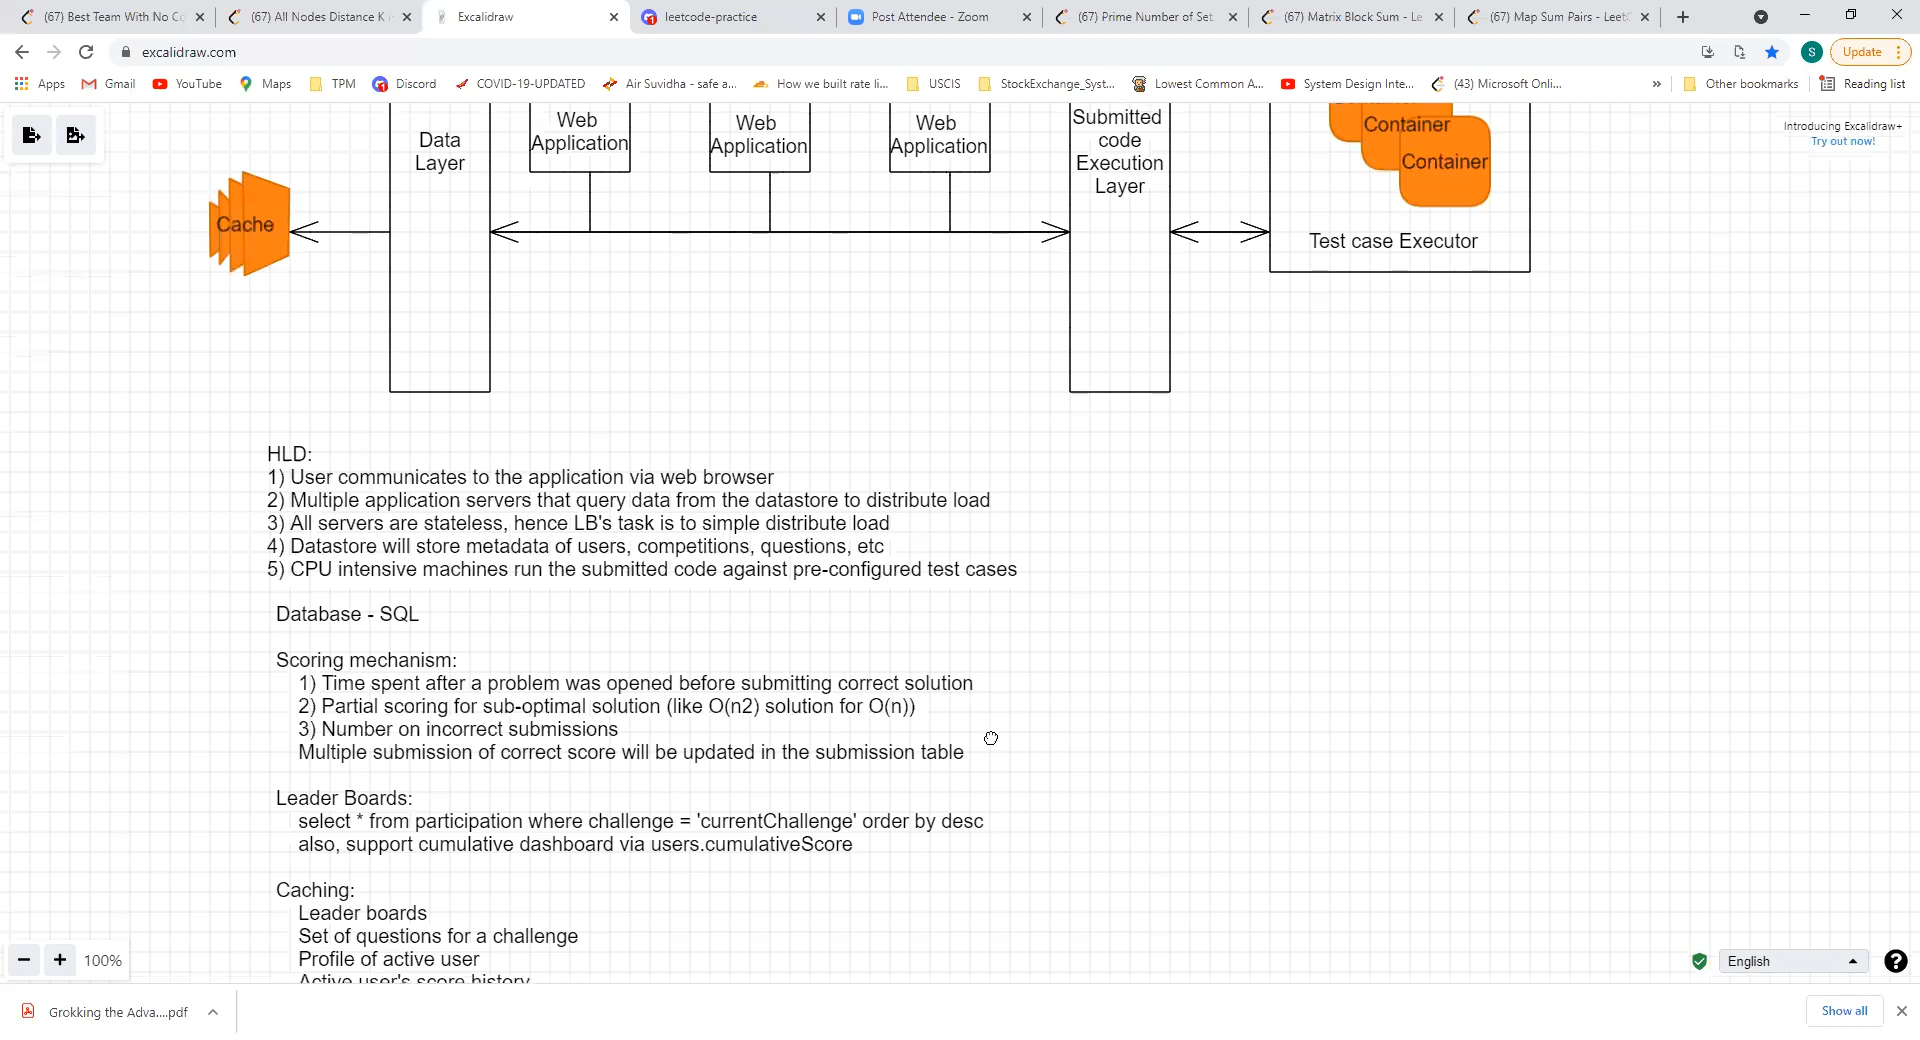 (67) Best Team With No Co
(67) All Nodes Distance K i
Excalidraw
leetcode-practice
Post Attendee - Zoom
(67) Prime Number of Set
(67) Matrix Block Sum - Le
(67) Map Sum Pairs - Leet
excalidraw.com
S
Update
Apps
Gmail
YouTube
Maps
TPM
Discord
COVID-19-UPDATED
Air Suvidha - safe a...
How we built rate li...
USCIS
StockExchange_Syst...
Lowest Common A...
System Design Inte...
(43) Microsoft Onli...
»
Other bookmarks
Reading list
Introducing Excalidraw+
Try out now!
Data
Layer
Web
Application
Web
Application
Web
Application
Submitted
code
Execution
Layer
Container
Container
Container
Test case Executor
Cache
HLD:
1) User communicates to the application via web browser
2) Multiple application servers that query data from the datastore to distribute load
3) All servers are stateless, hence LB's task is to simple distribute load
4) Datastore will store metadata of users, competitions, questions, etc
5) CPU intensive machines run the submitted code against pre-configured test cases
Database - SQL
Scoring mechanism:
1) Time spent after a problem was opened before submitting correct solution
2) Partial scoring for sub-optimal solution (like O(n2) solution for O(n))
3) Number on incorrect submissions
Multiple submission of correct score will be updated in the submission table
Leader Boards:
select * from participation where challenge = 'currentChallenge' order by desc
also, support cumulative dashboard via users.cumulativeScore
Caching:
Leader boards
Set of questions for a challenge
Profile of active user
Active user's score history
100%
English
?
Grokking the Adva....pdf
Show all